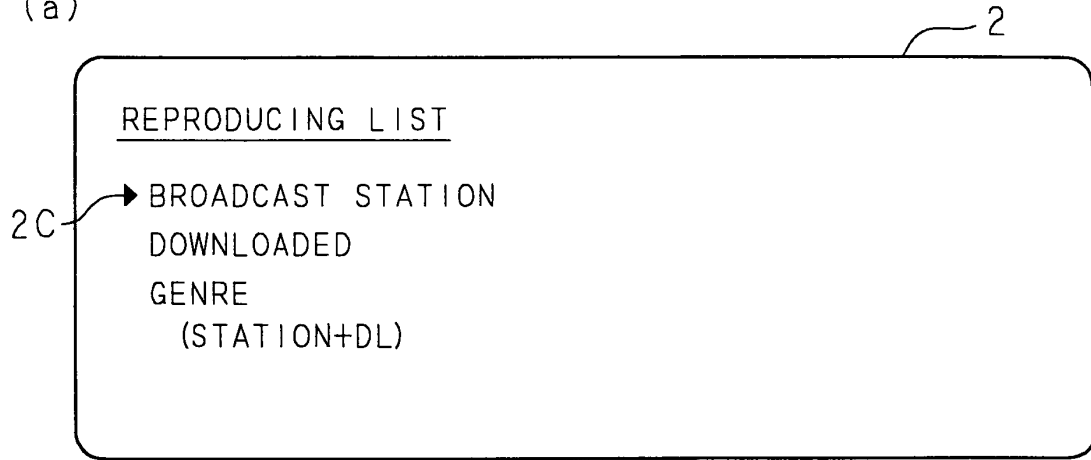 (a)
2
REPRODUCING LIST
2C
BROADCAST STATION
DOWNLOADED
GENRE
(STATION+DL)